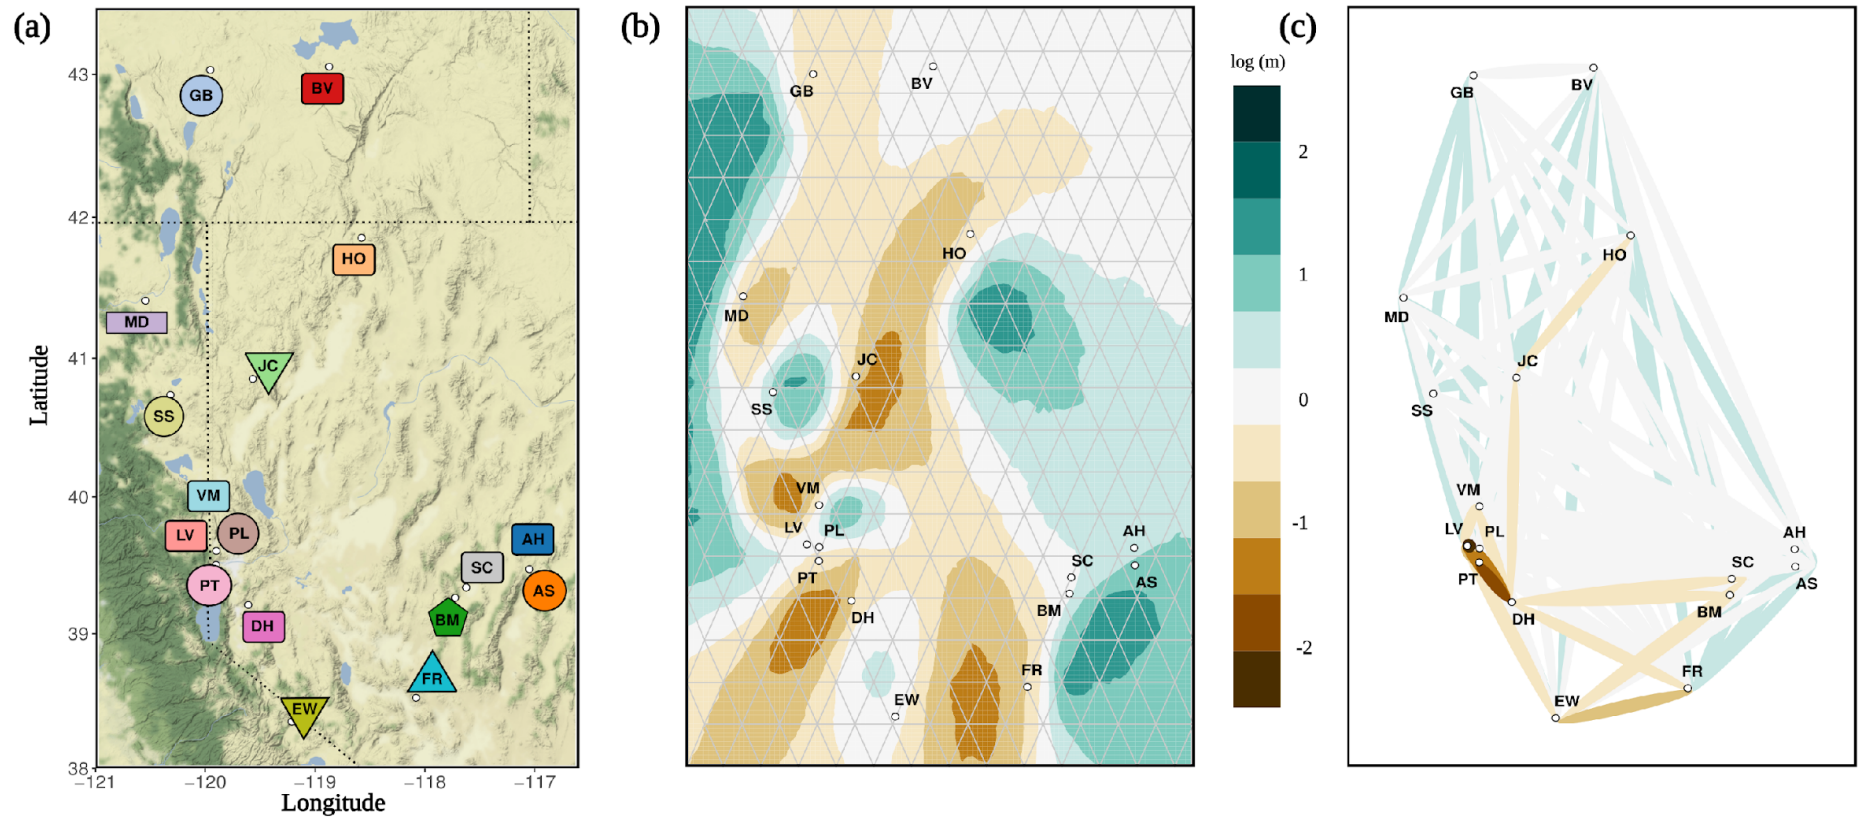 (a)
43
42
41
40
39
38
Latitude
GB
BV
HO
MD
JC
SS
VM
LV
PL
AH
SC
PT
AS
BM
DH
FR
EW
−121
−120
−119
−118
−117
Longitude
(b)
GB
BV
HO
MD
JC
SS
VM
LV
PL
AH
SC
PT
AS
BM
DH
FR
EW
log (m)
2
1
0
-1
-2
(c)
GB
BV
HO
MD
JC
SS
VM
LV
PL
AH
SC
PT
AS
BM
DH
FR
EW